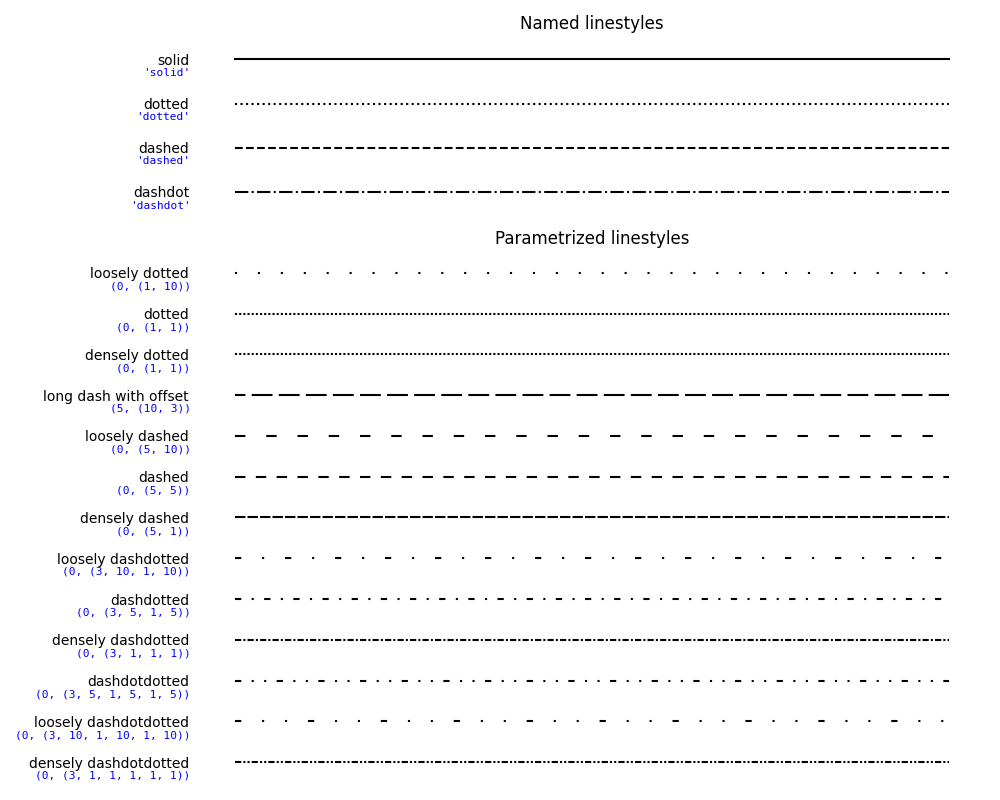 Named linestyles
solid
'solid'
dotted
'dotted'
dashed
'dashed'
dashdot
'dashdot'
Parametrized linestyles
loosely dotted
(0, (1, 10))
dotted
(0, (1, 1))
densely dotted
(0, (1, 1))
long dash with offset
(5, (10, 3))
loosely dashed
(0, (5, 10))
dashed
(0, (5, 5))
densely dashed
(0, (5, 1))
loosely dashdotted
(0, (3, 10, 1, 10))
dashdotted
(0, (3, 5, 1, 5))
densely dashdotted
(0, (3, 1, 1, 1))
dashdotdotted
(0, (3, 5, 1, 5, 1, 5))
loosely dashdotdotted
(0, (3, 10, 1, 10, 1, 10))
densely dashdotdotted
(0, (3, 1, 1, 1, 1, 1))